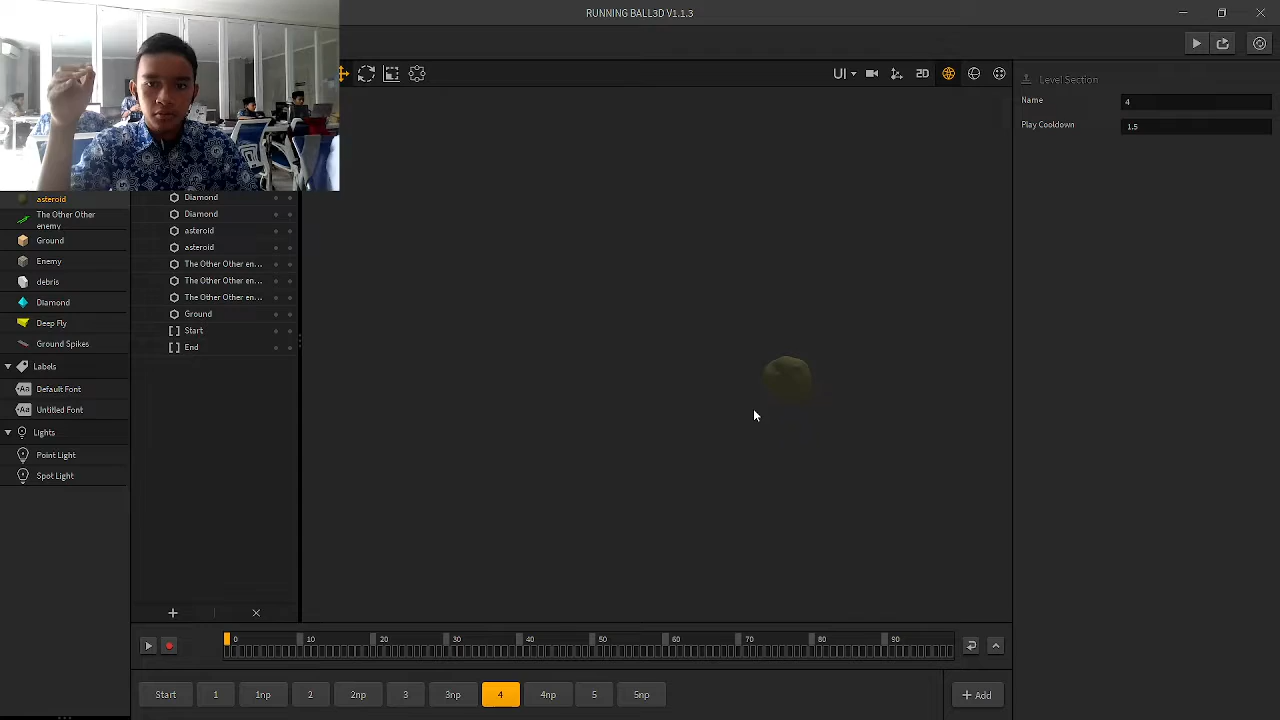 RUNNING BALL3D V1.1.3
UI
2D
Level Section
Name
4
Play Cooldown
1.5
asteroid
The Other Other
enemy
Ground
Enemy
debris
Diamond
Deep Fly
Ground Spikes
Labels
Aa
Default Font
Aa
Untitled Font
Lights
Point Light
Spot Light
Diamond
Diamond
asteroid
asteroid
The Other Other en...
The Other Other en...
The Other Other en...
Ground
Start
End
0 10 20 30 40 50 60 70 80 90
Start 1 1np 2 2np 3 3np 4 4np 5 5np
+ Add